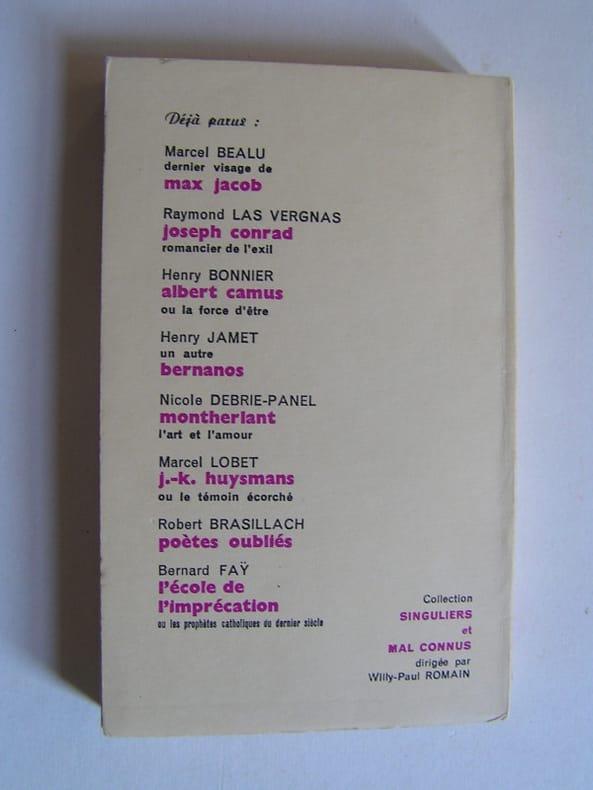 Déjà parus :
Marcel BEALU
dernier visage de
max jacob
Raymond LAS VERGNAS
joseph conrad
romancier de l'exil
Henry BONNIER
albert camus
ou la force d'être
Henry JAMET
un autre
bernanos
Nicole DEBRIE-PANEL
montherlant
l'art et l'amour
Marcel LOBET
j.-k. huysmans
ou le témoin écorché
Robert BRASILLACH
poètes oubliés
Bernard FAŸ
l'école de
l'imprécation
ou les prophètes catholiques du dernier siècle
Collection
SINGULIERS
et
MAL CONNUS
dirigée par
Willy-Paul ROMAIN